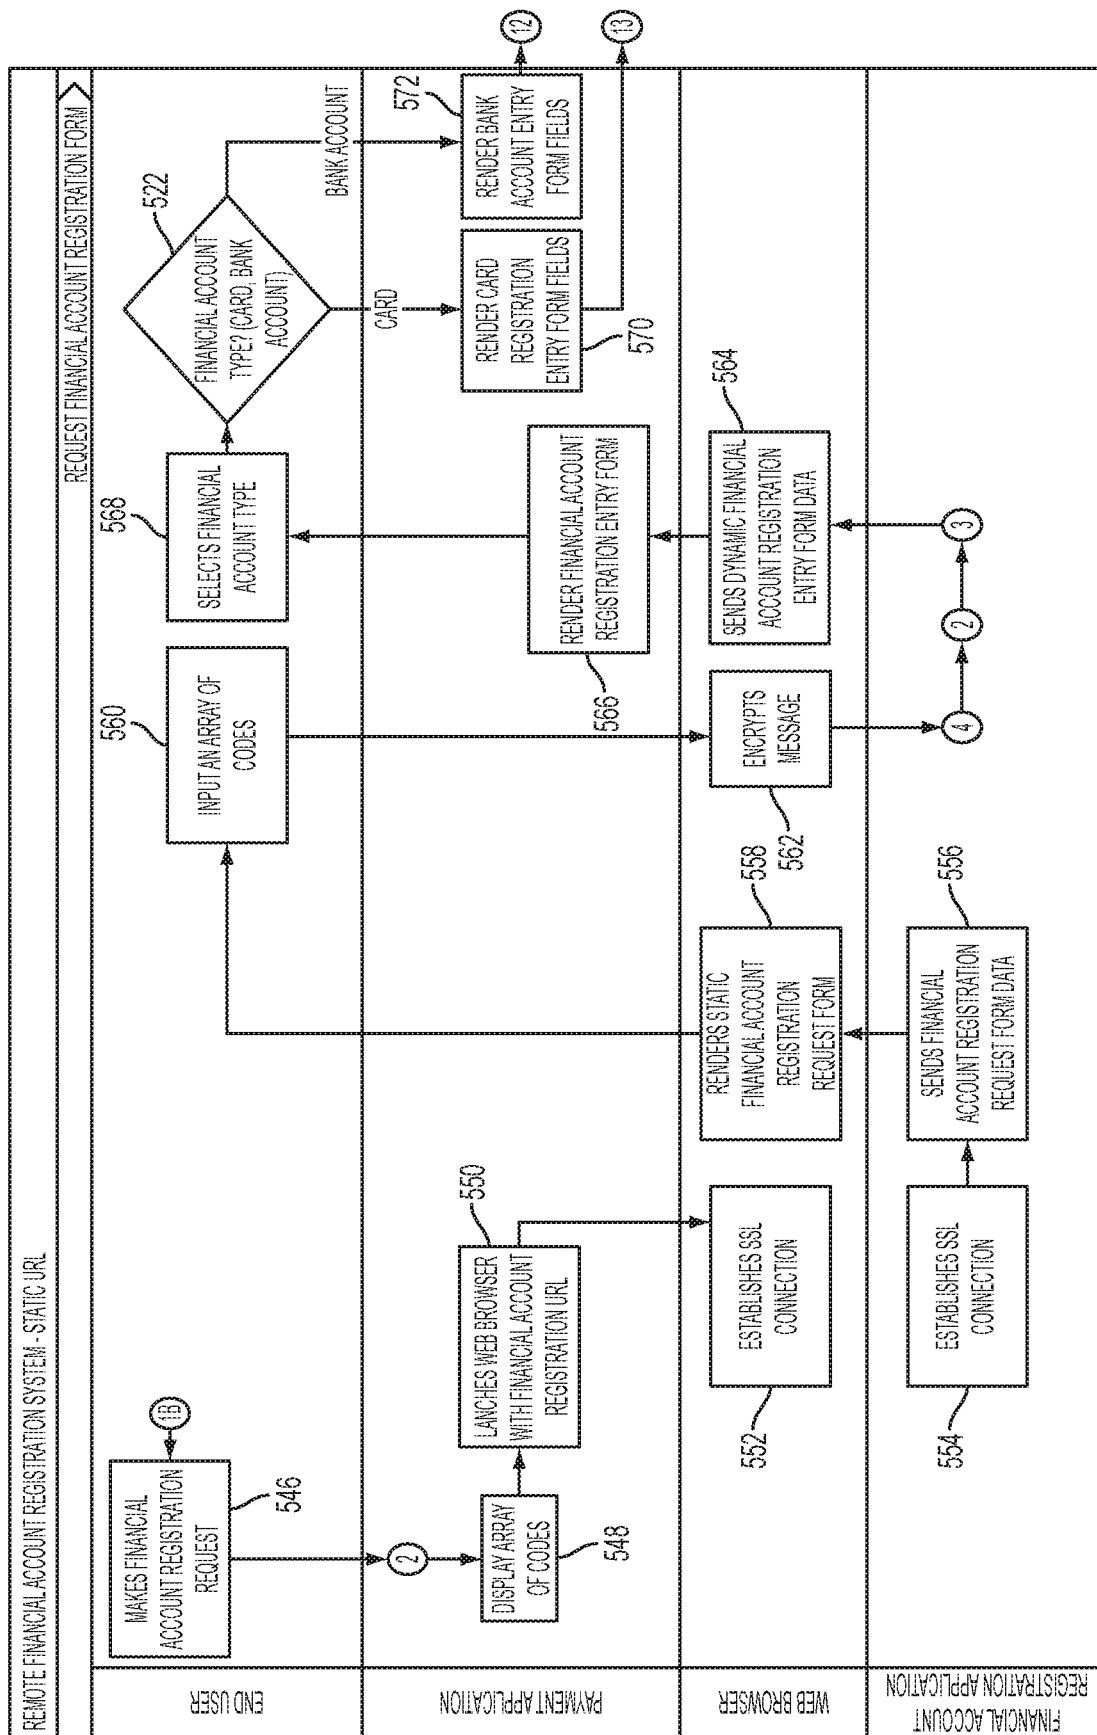 REMOTE FINANCIAL ACCOUNT REGISTRATION SYSTEM - STATIC URL
REQUEST FINANCIAL ACCOUNT REGISTRATION FORM
END USER
MAKES FINANCIAL
ACCOUNT REGISTRATION
REQUEST
546
1B
INPUT AN ARRAY OF
CODES
560
SELECTS FINANCIAL
ACCOUNT TYPE
568
FINANCIAL ACCOUNT
TYPE? (CARD, BANK
ACCOUNT)
522
CARD
BANK ACCOUNT
PAYMENT APPLICATION
2
DISPLAY ARRAY
OF CODES
548
LANCHES WEB BROWSER
WITH FINANCIAL ACCOUNT
REGISTRATION URL
550
RENDER FINANCIAL ACCOUNT
REGISTRATION ENTRY FORM
566
RENDER CARD
REGISTRATION
ENTRY FORM FIELDS
570
RENDER BANK
ACCOUNT ENTRY
FORM FIELDS
572
12
13
WEB BROWSER
ESTABLISHES SSL
CONNECTION
552
RENDERS STATIC
FINANCIAL ACCOUNT
REGISTRATION
REQUEST FORM
558
ENCRYPTS
MESSAGE
562
SENDS DYNAMIC FINANCIAL
ACCOUNT REGISTRATION
ENTRY FORM DATA
564
FINANCIAL ACCOUNT
REGISTRATION APPLICATION
ESTABLISHES SSL
CONNECTION
554
SENDS FINANCIAL
ACCOUNT REGISTRATION
REQUEST FORM DATA
556
4
2
3